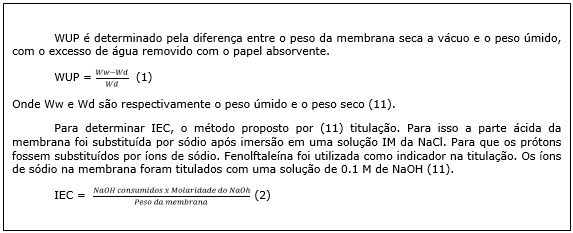 WUP é determinado pela diferença entre o peso da membrana seca a vácuo e o peso úmido,
com o excesso de água removido com o papel absorvente.
WUP = \frac{Ww-Wd}{Wd} (1)
Onde Ww e Wd são respectivamente o peso úmido e o peso seco (11).
Para determinar IEC, o método proposto por (11) titulação. Para isso a parte ácida da
membrana foi substituída por sódio após imersão em uma solução IM da NaCl. Para que os prótons
fossem substituídos por íons de sódio. Fenolftaleína foi utilizada como indicador na titulação. Os íons
de sódio na membrana foram titulados com uma solução de 0.1 M de NaOH (11).
IEC = \frac{NaOH consumidos x Molaridade do NaOh}{Peso da membrana} (2)